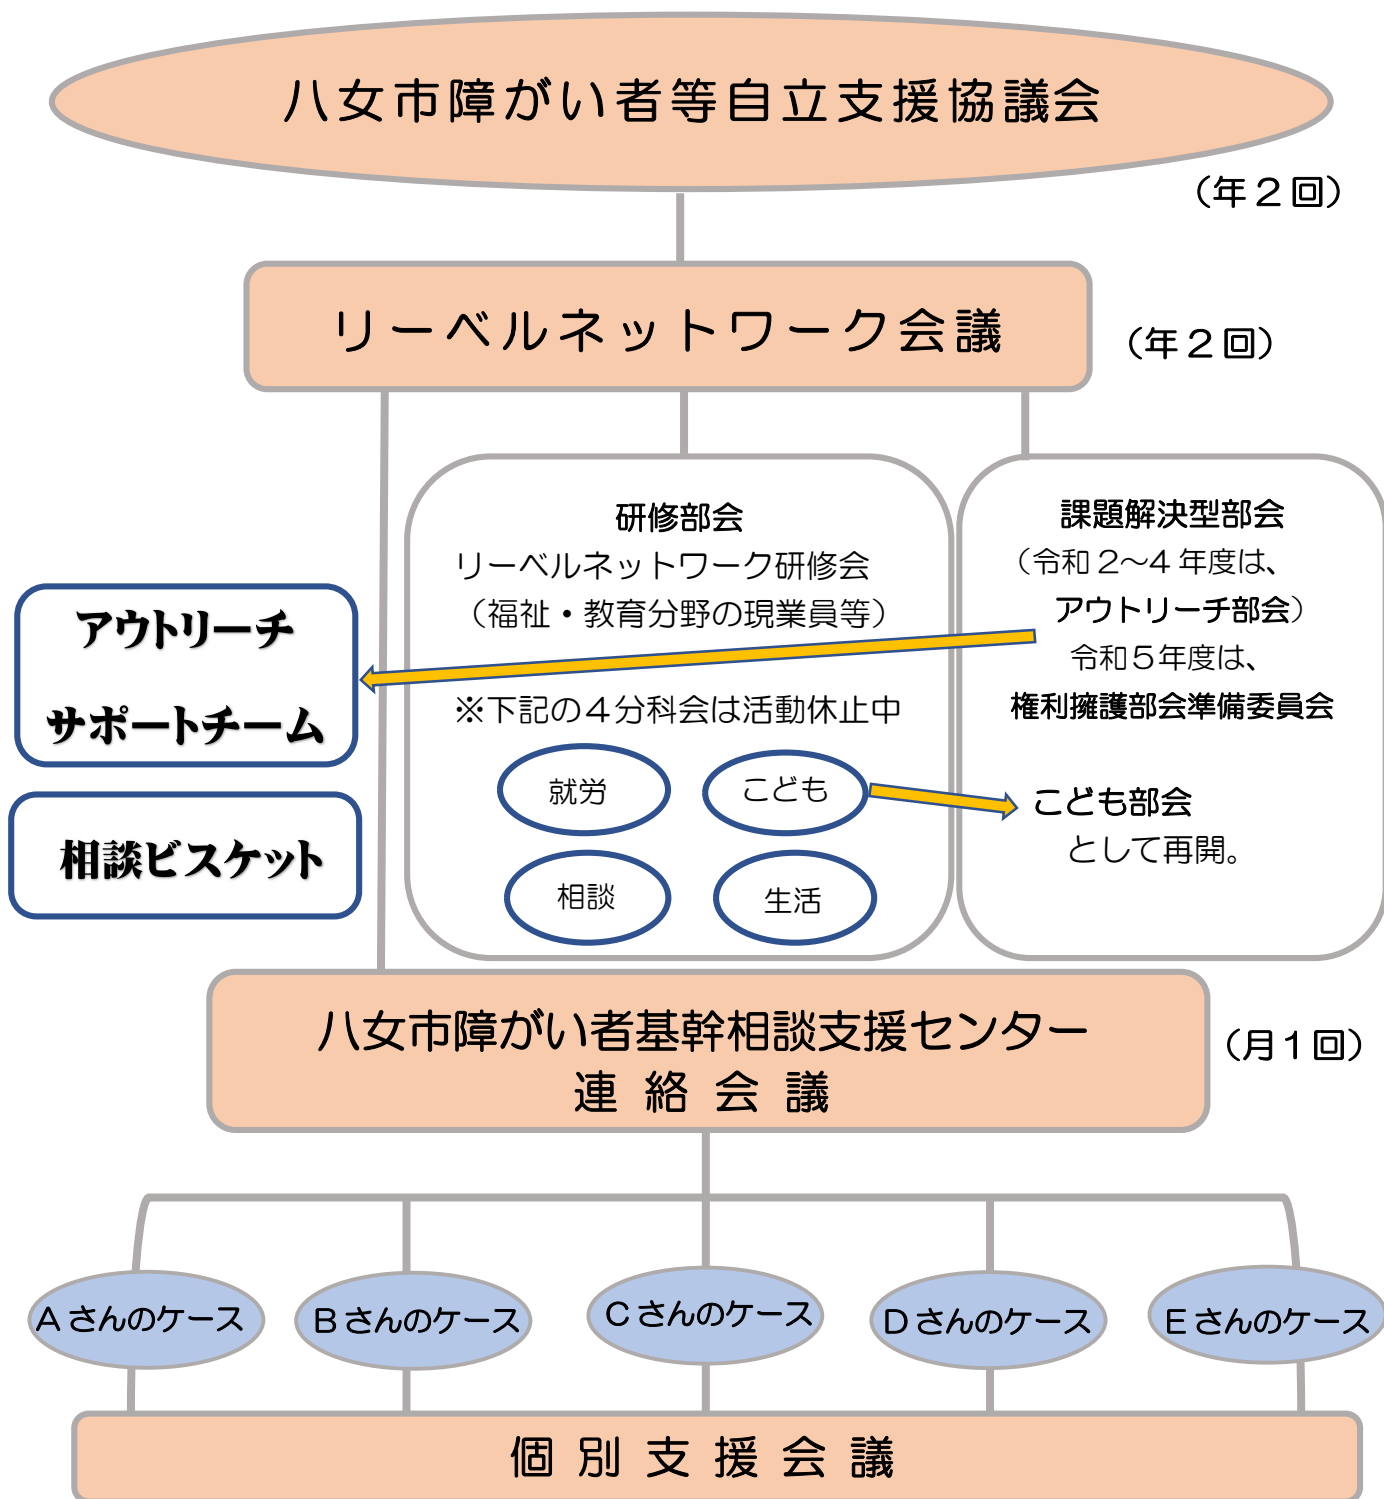 八女市障がい者等自立支援協議会
（年２回）
リーベルネットワーク会議
（年２回）
研修部会
リーベルネットワーク研修会
（福祉・教育分野の現業員等）
※下記の４分科会は活動休止中
就労
こども
相談
生活
課題解決型部会
（令和２～４年度は、
アウトリーチ部会）
令和５年度は、
権利擁護部会準備委員会
こども部会
として再開。
アウトリーチ
サポートチーム
相談ビスケット
八女市障がい者基幹相談支援センター
連絡会議
（月１回）
Ａさんのケース
Ｂさんのケース
Ｃさんのケース
Ｄさんのケース
Ｅさんのケース
個別支援会議